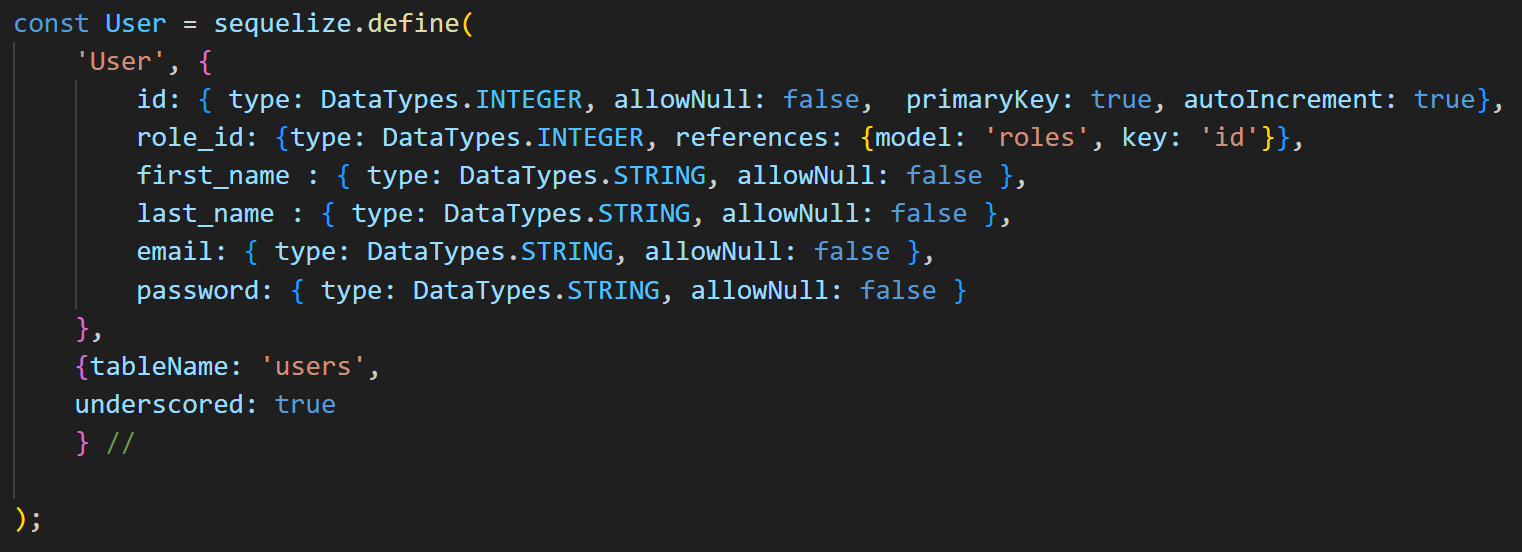 const User = sequelize.define(
    'User', {
        id: { type: DataTypes.INTEGER, allowNull: false,  primaryKey: true, autoIncrement: true},
        role_id: {type: DataTypes.INTEGER, references: {model: 'roles', key: 'id'}},
        first_name : { type: DataTypes.STRING, allowNull: false },
        last_name : { type: DataTypes.STRING, allowNull: false },
        email: { type: DataTypes.STRING, allowNull: false },
        password: { type: DataTypes.STRING, allowNull: false }
    },
    {tableName: 'users',
    underscored: true
    } //
);